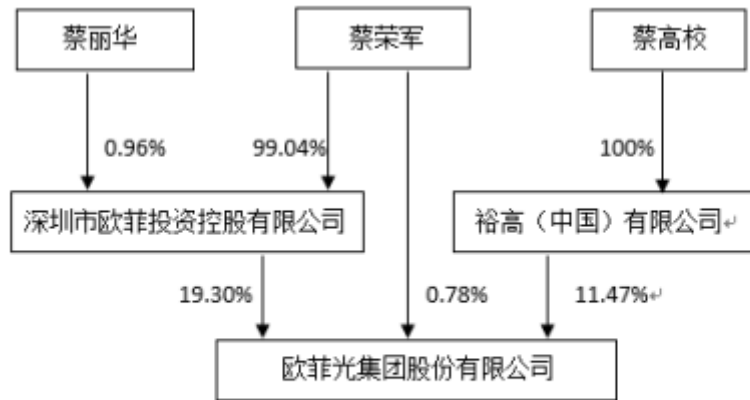 蔡丽华
蔡荣军
蔡高校
0.96%
99.04%
100%
深圳市欧菲投资控股有限公司
裕高（中国）有限公司↵
19.30%
0.78%
11.47%↵
欧菲光集团股份有限公司